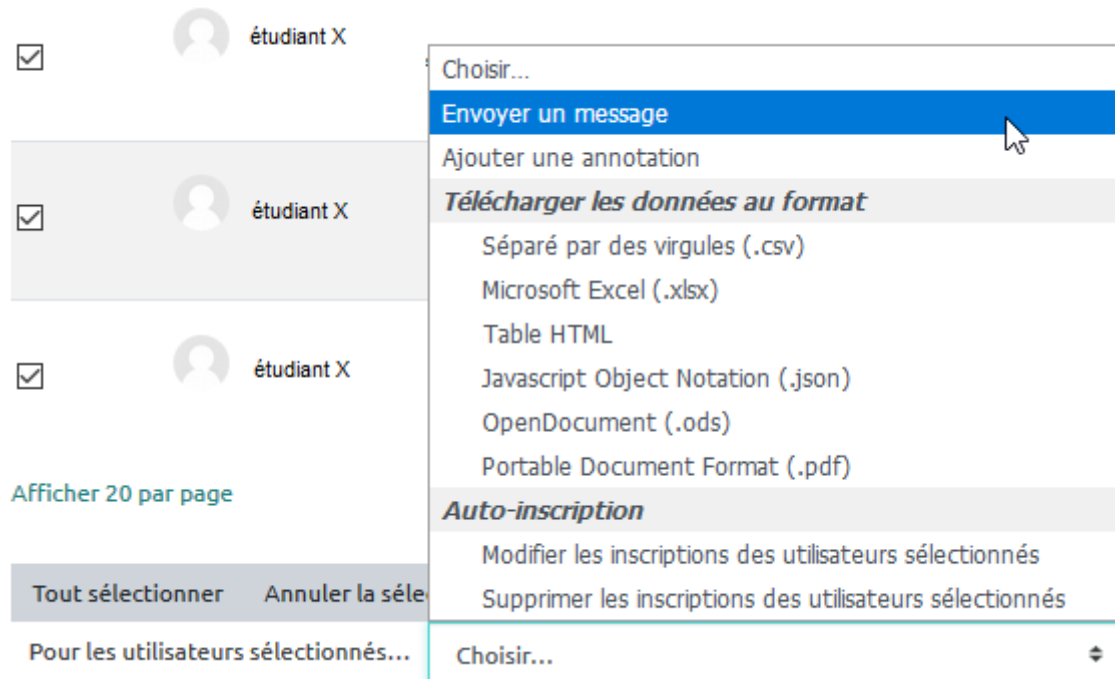 étudiant X
Choisir...
Envoyer un message
Ajouter une annotation
Télécharger les données au format
étudiant X
Séparé par des virgules (.csv)
Microsoft Excel (.xlsx)
Table HTML
étudiant X
Javascript Object Notation (.json)
OpenDocument (.ods)
Portable Document Format (.pdf)
Afficher 20 par page
Auto-inscription
Modifier les inscriptions des utilisateurs sélectionnés
Tout sélectionner Annuler la séle
Supprimer les inscriptions des utilisateurs sélectionnés
Pour les utilisateurs sélectionnés...
Choisir...